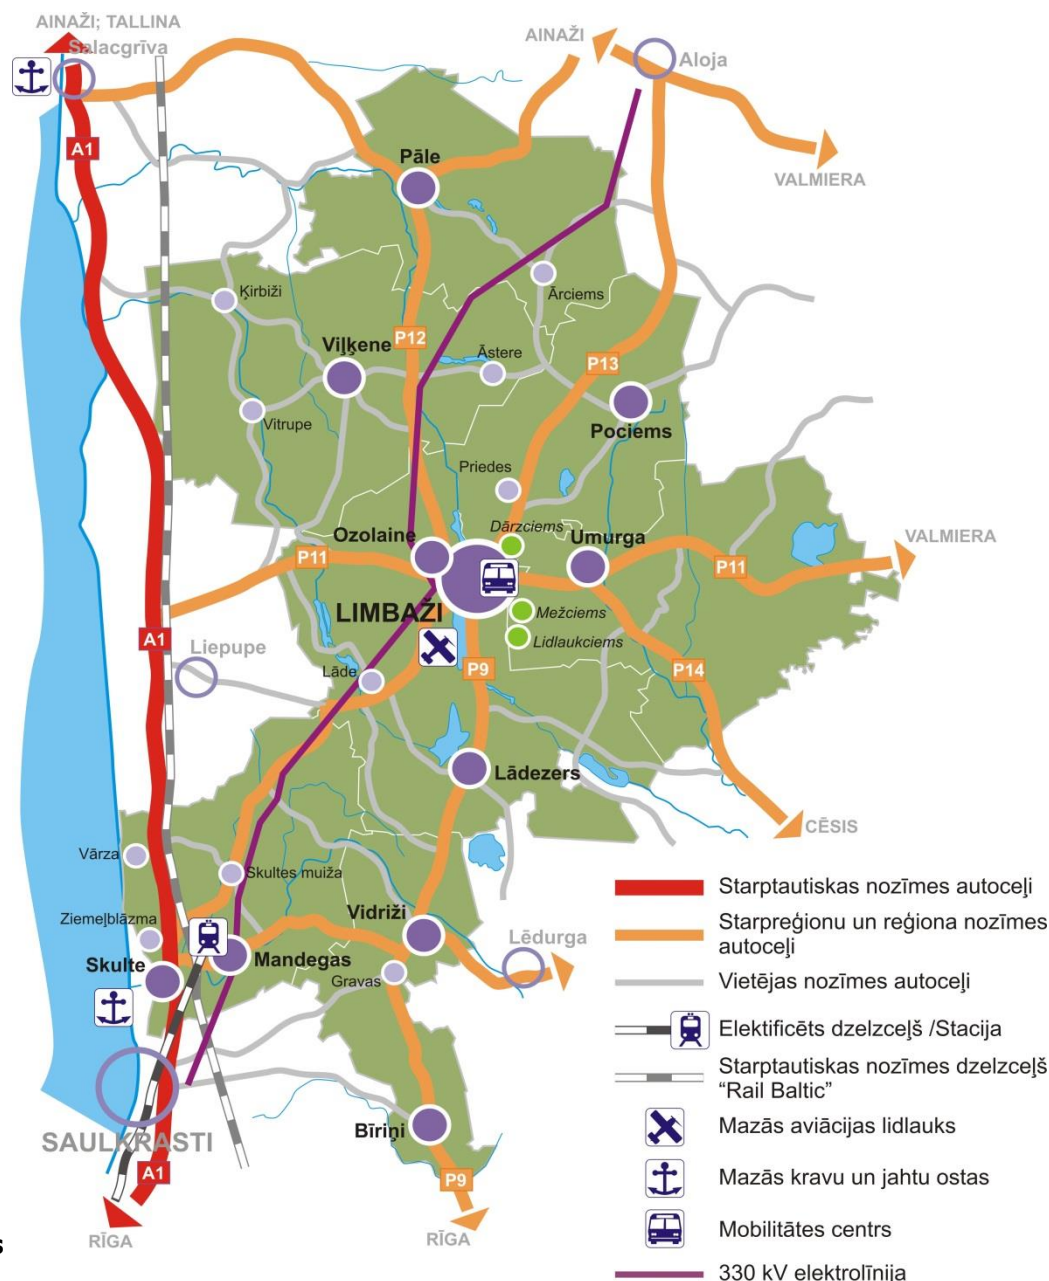 AINAŽI; TALLINA
Salacgrīva
AINAŽI
Aloja
A1
Pāle
VALMIERA
Ārciems
Ķirbiži
P12
Viļķene
Āstere
P13
Vitrupe
Pociems
Priedes
Dārzciems
Ozolaine
Umurga
VALMIERA
P11
P11
LIMBAŽI
Mežciems
A1
Liepupe
Lidlaukciems
Lāde
P9
P14
Lādezers
CĒSIS
Vārza
Skultes muiža
Ziemeļblāzma
Vidriži
Lēdurga
Skulte
Mandegas
Gravas
SAULKRASTI
Bīriņi
A1
P9
RĪGA
RĪGA
s
Starptautiskas nozīmes autoceļi
Starpreģionu un reģiona nozīmes
autoceļi
Vietējas nozīmes autoceļi
Elektificēts dzelzceļš /Stacija
Starptautiskas nozīmes dzelzceļš
“Rail Baltic”
Mazās aviācijas lidlauks
Mazās kravu un jahtu ostas
Mobilitātes centrs
330 kV elektrolīnija